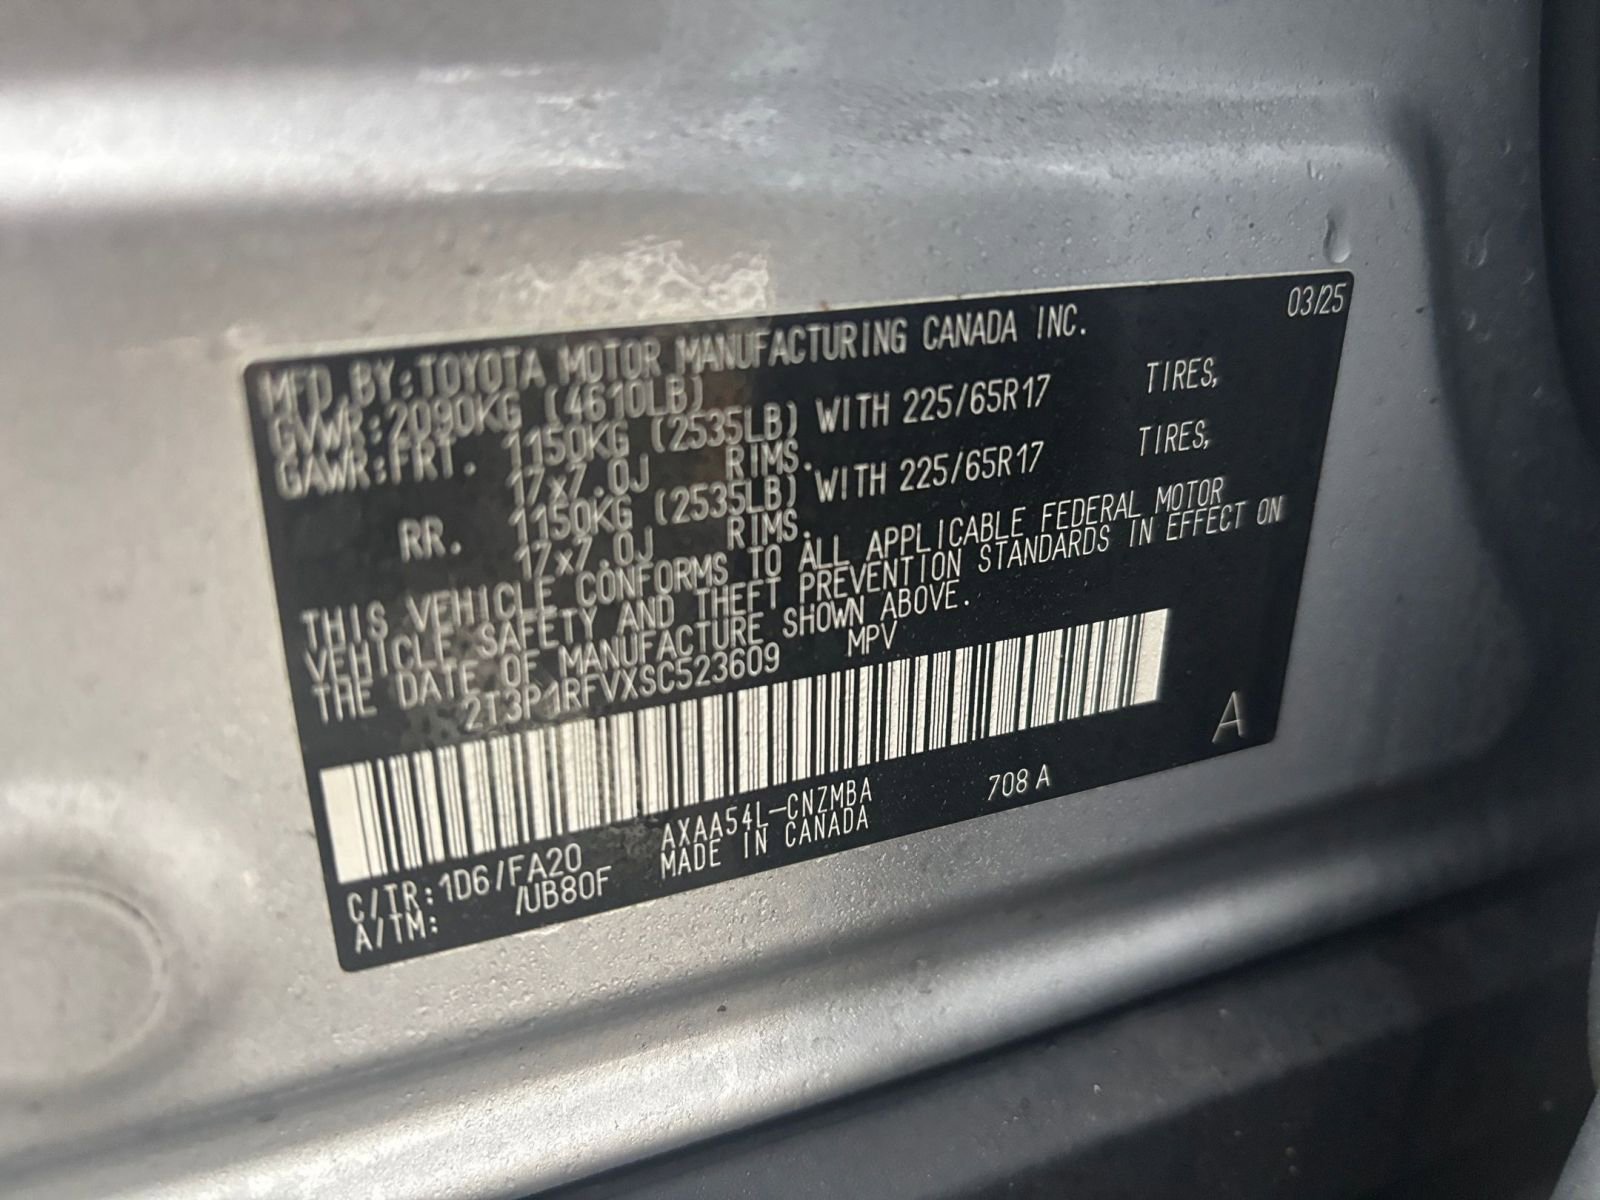 03/25
MFD.BY:TOYOTA MOTOR MANUFACTURING CANADA INC.
GVWR:2090KG (4610LB)
GAWR:FRT. 1150KG (2535LB) WITH 225/65R17 TIRES,
17x7.0J RIMS.
RR. 1150KG (2535LB) WITH 225/65R17 TIRES,
17x7.0J RIMS.
THIS VEHICLE CONFORMS TO ALL APPLICABLE FEDERAL MOTOR
VEHICLE SAFETY AND THEFT PREVENTION STANDARDS IN EFFECT ON
THE DATE OF MANUFACTURE SHOWN ABOVE.
2T3P1RFVXSC523609 MPV
A
C/TR:1D6/FA20 AXAA54L-CNZMBA 708 A
A/TM: /UB80F MADE IN CANADA